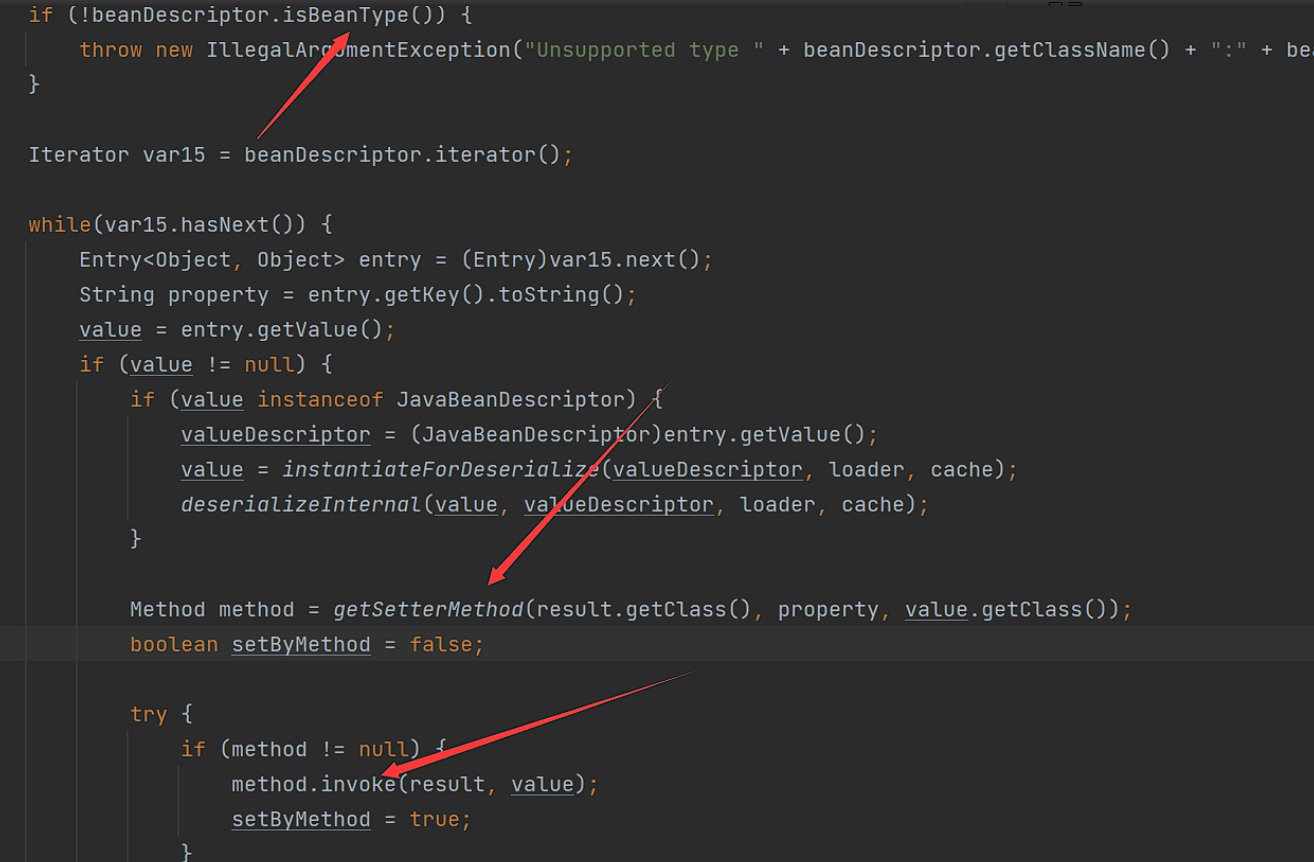 if (!beanDescriptor.isBeanType()) {
throw new IllegalArgumentException("Unsupported type " + beanDescriptor.getClassName() + ":" + bea
}
Iterator var15 = beanDescriptor.iterator();
while(var15.hasNext()) {
Entry<Object, Object> entry = (Entry)var15.next();
String property = entry.getKey().toString();
value = entry.getValue();
if (value != null) {
if (value instanceof JavaBeanDescriptor) {
valueDescriptor = (JavaBeanDescriptor)entry.getValue();
value = instantiateForDeserialize(valueDescriptor, loader, cache);
deserializeInternal(value, valueDescriptor, loader, cache);
}
Method method = getSetterMethod(result.getClass(), property, value.getClass());
boolean setByMethod = false;
try {
if (method != null) {
method.invoke(result, value);
setByMethod = true;
}